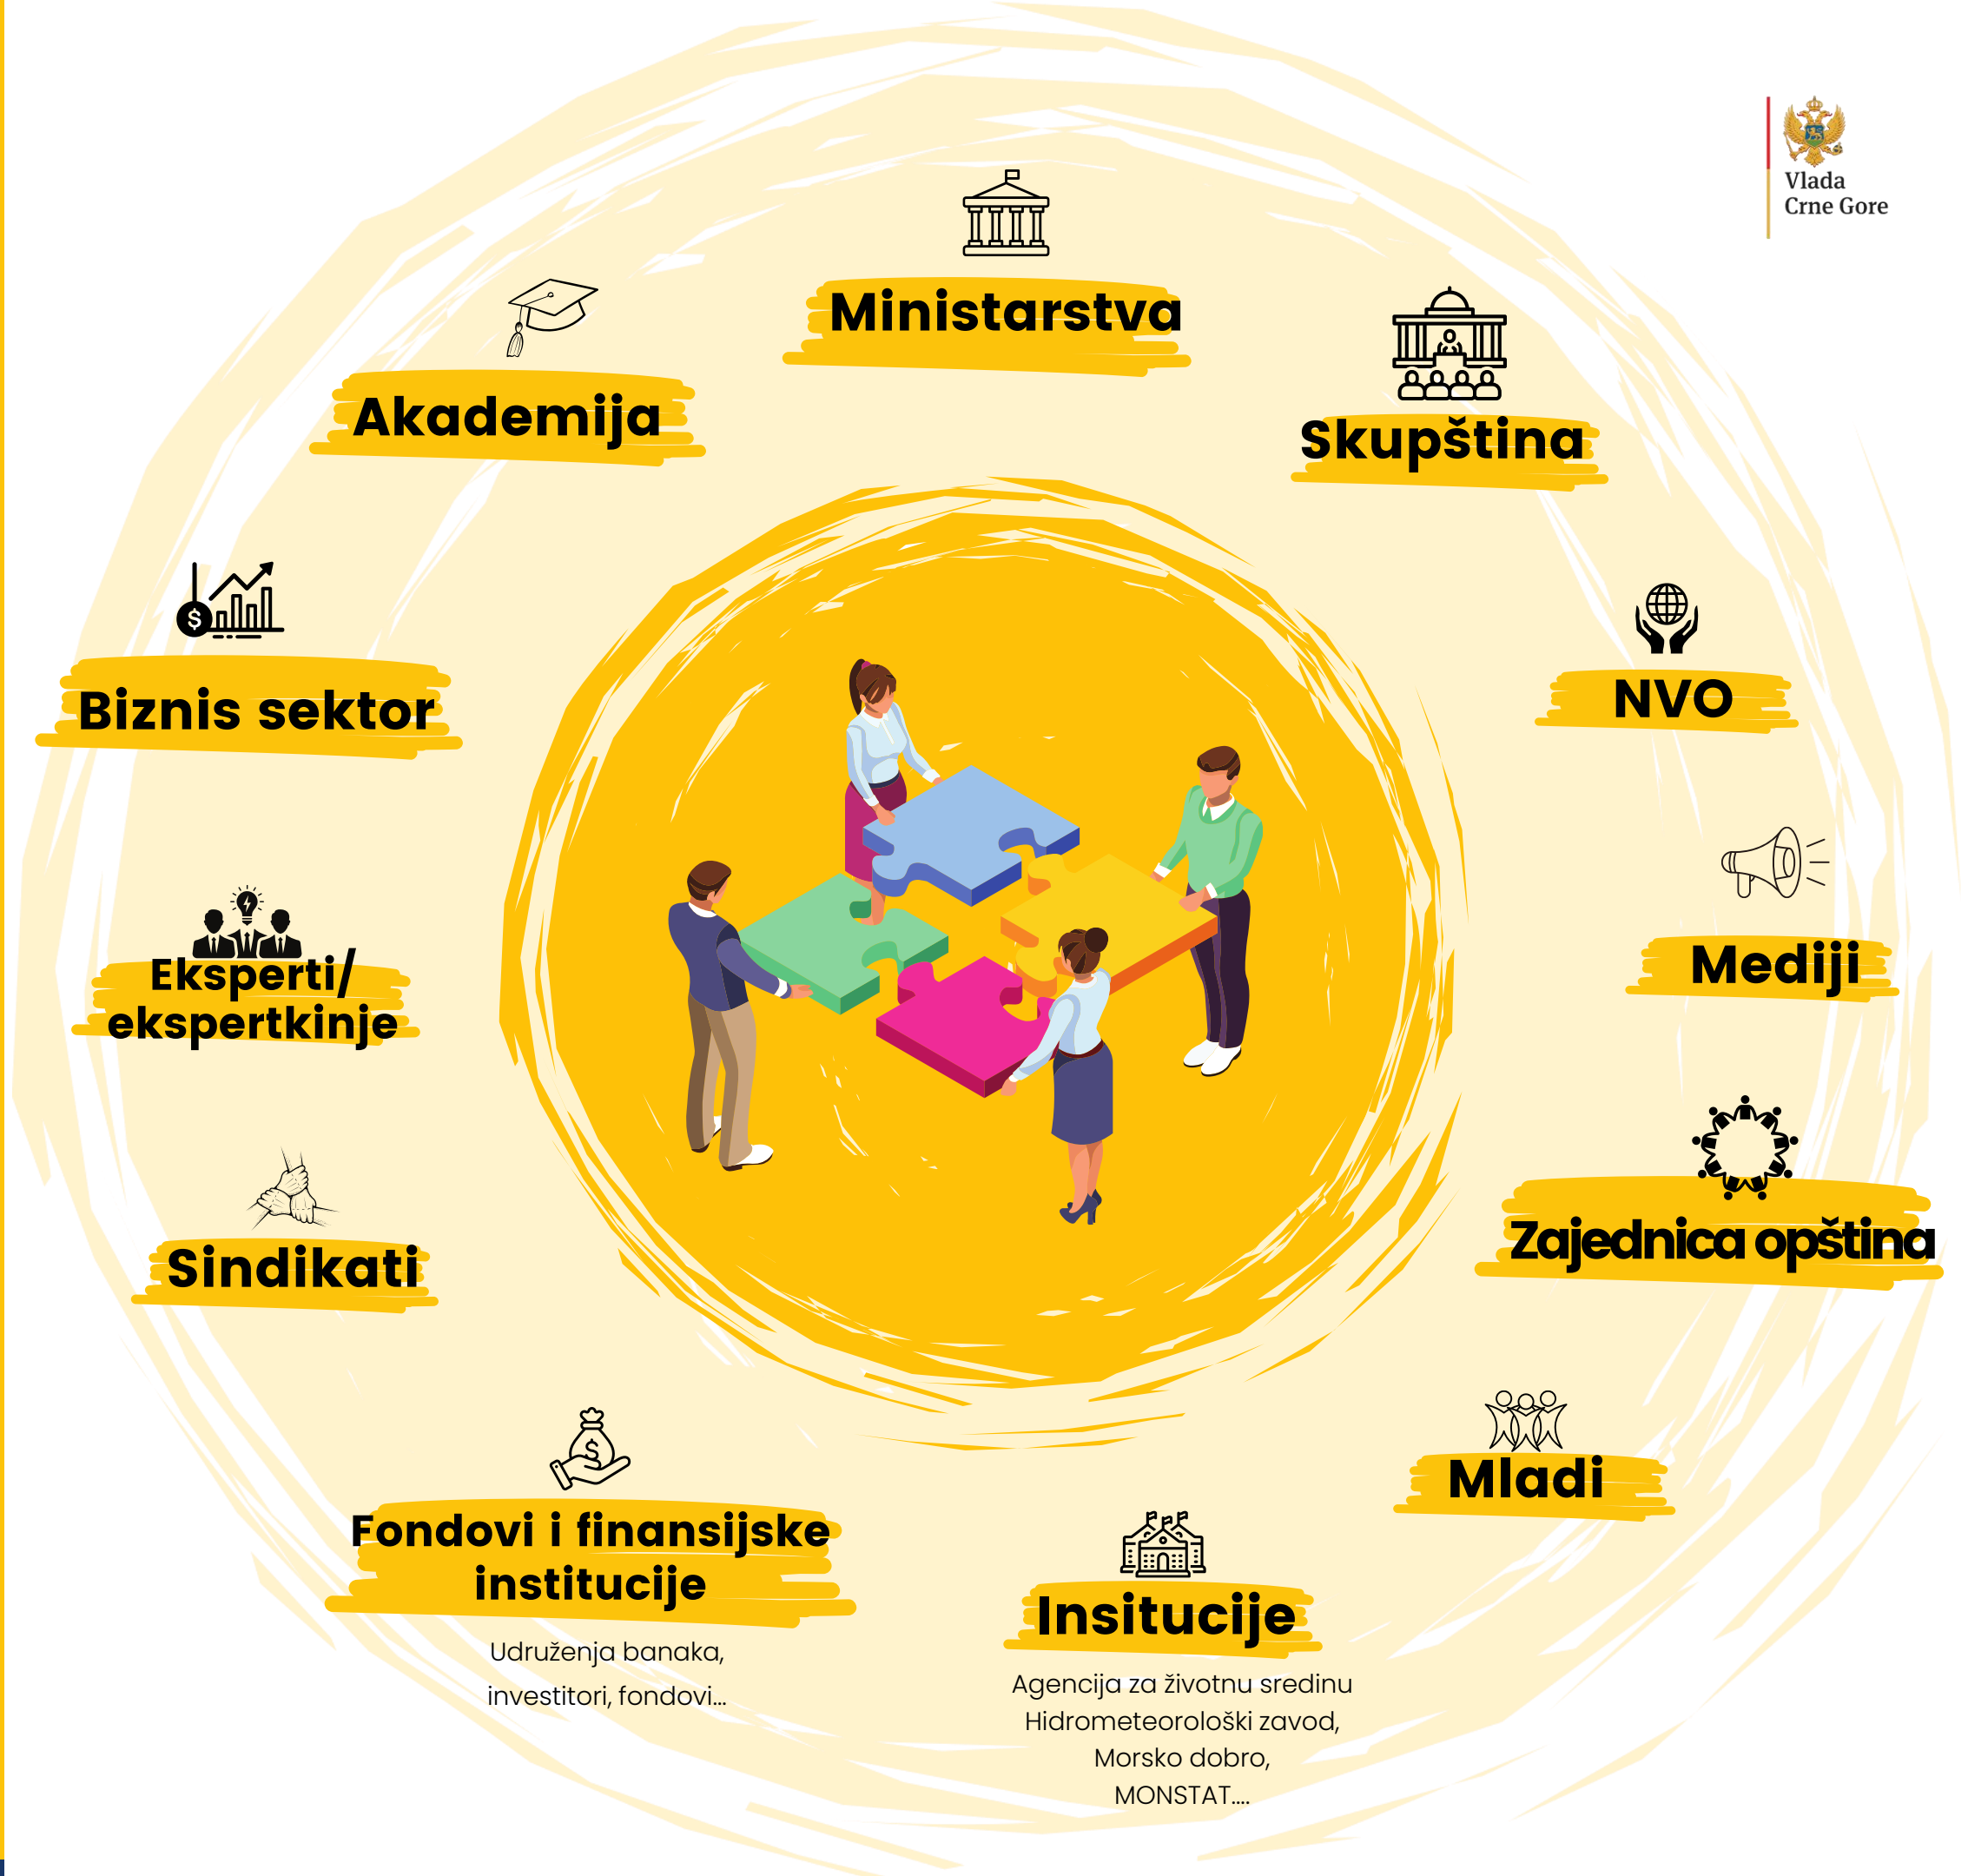 Vlada
Crne Gore
Ministarstva
Akademija
Skupština
Biznis sektor
NVO
Mediji
Eksperti/
ekspertkinje
Zajednica opština
Sindikati
Mladi
Fondovi i finansijske
institucije
Udruženja banaka,
investitori, fondovi...
Insitucije
Agencija za životnu sredinu
Hidrometeorološki zavod,
Morsko dobro,
MONSTAT....